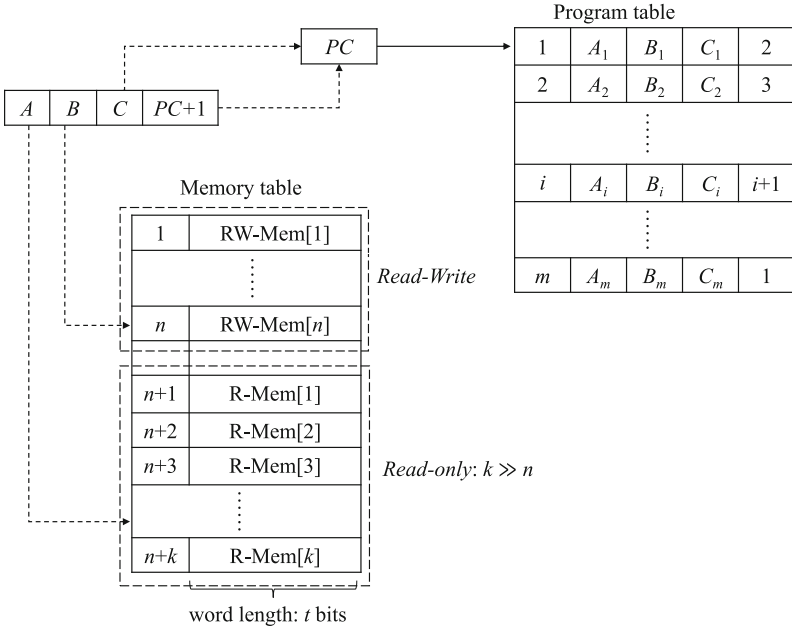 Program table
PC
1 A₁ B₁ C₁ 2
2 A₂ B₂ C₂ 3
A B C PC+1
i Aᵢ Bᵢ Cᵢ i+1
m Aₘ Bₘ Cₘ 1
Memory table
1 RW-Mem[1]
Read-Write
n RW-Mem[n]
n+1 R-Mem[1]
n+2 R-Mem[2]
n+3 R-Mem[3]
Read-only: k ≫ n
n+k R-Mem[k]
word length: t bits